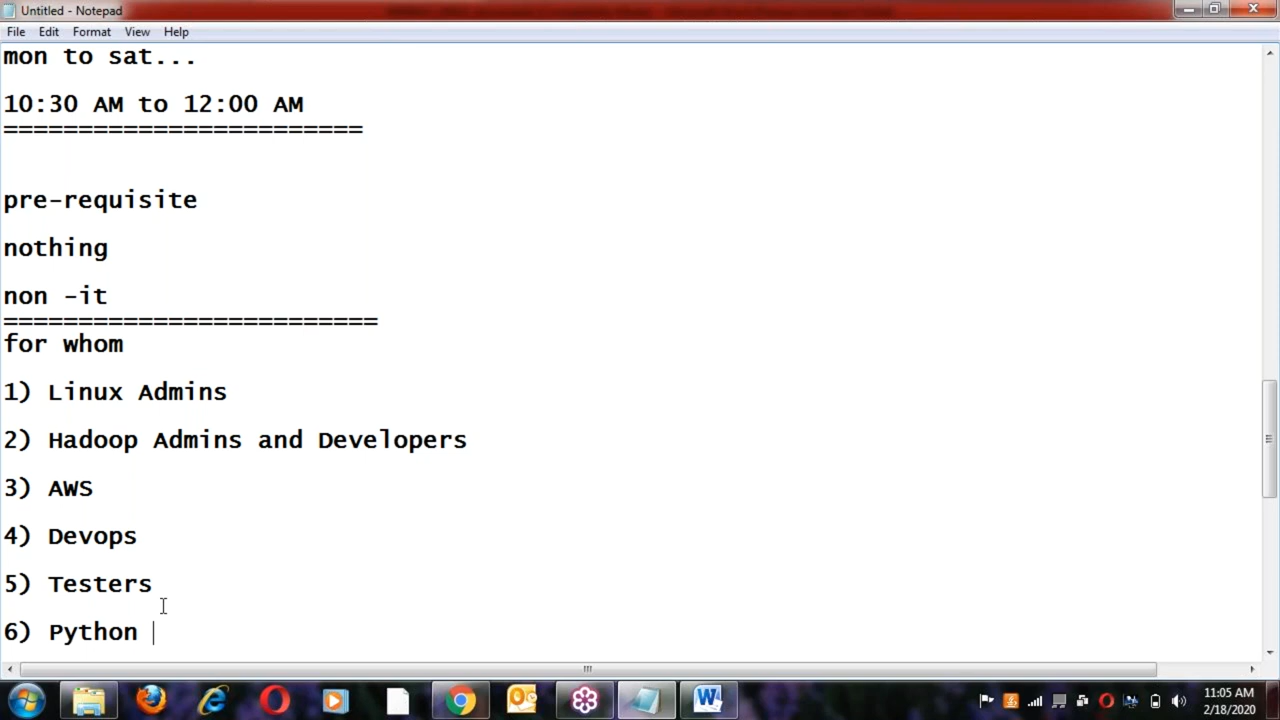 Untitled - Notepad
File Edit Format View Help
mon to sat...
10:30 AM to 12:00 AM
========================
pre-requisite
nothing
non -it
=========================
for whom
1) Linux Admins
2) Hadoop Admins and Developers
3) AWS
4) Devops
5) Testers
6) Python
11:05 AM
2/18/2020